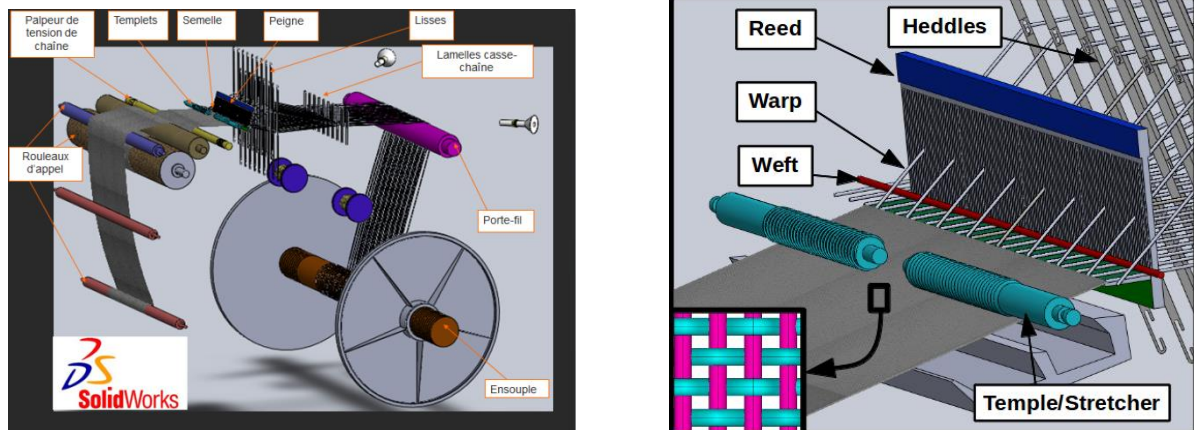 Palpeur de
tension de
chaîne
Templets
Semelle
Peigne
Lisses
Lamelles casse-
chaîne
Rouleaux
d'appel
Porte-fil
Ensouple
DS
SolidWorks
Reed
Heddles
Warp
Weft
Temple/Stretcher